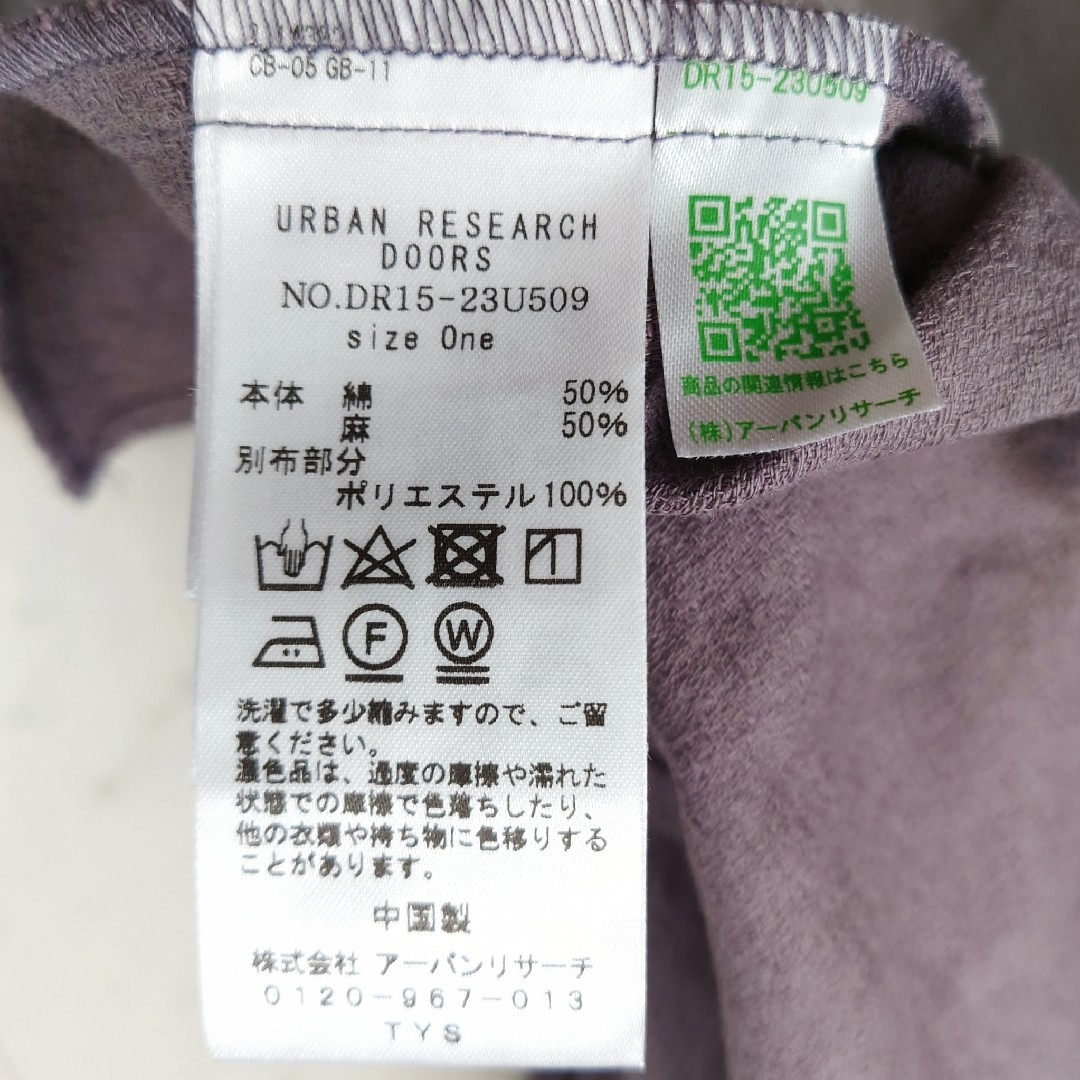 CB-05 GB-11
URBAN RESEARCH
DOORS
NO.DR15-23U509
size One
本体 綿 50%
麻 50%
別布部分
ポリエステル 100%
F
W
洗濯で多少縮みますので、ご留
意ください。
濃色品は、過度の摩擦や濡れた
状態での摩擦で色落ちしたり、
他の衣類や持ち物に色移りする
ことがあります。
中国製
株式会社 アーバンリサーチ
0120-967-013
TYS
DR15-23U509
商品の関連情報はこちら
(株)アーバンリサーチ